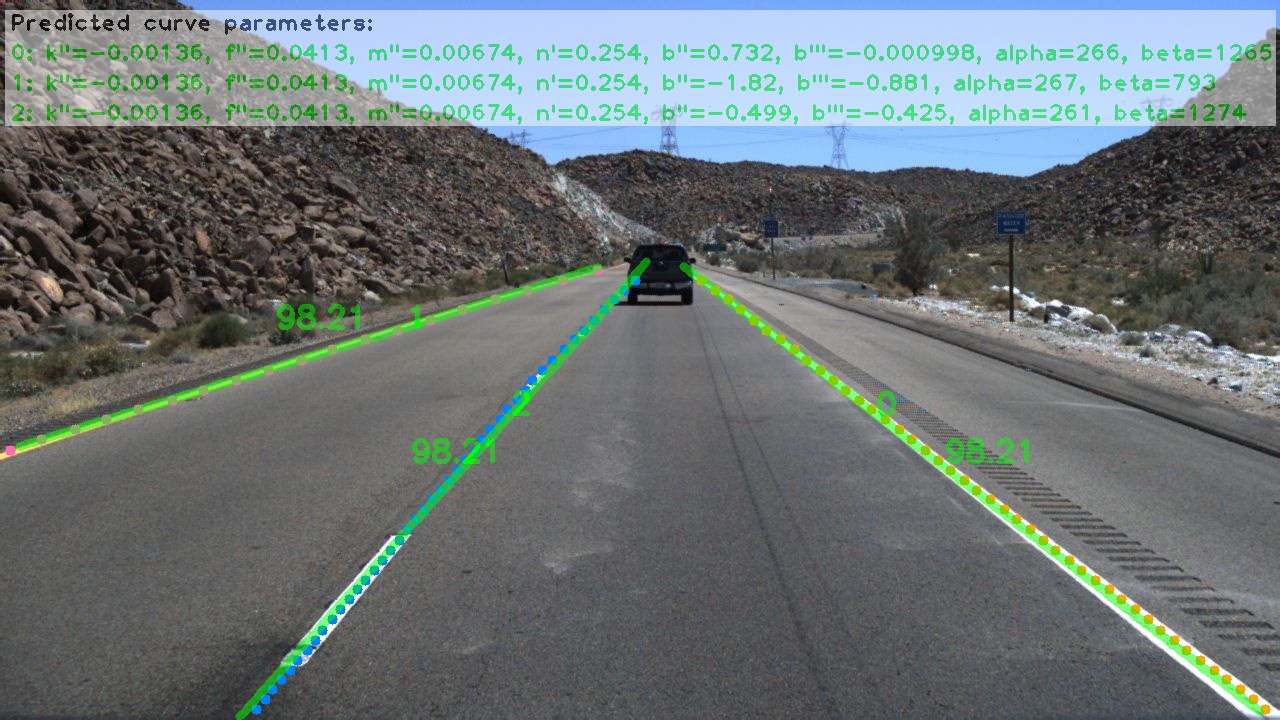 Predicted curve parameters:
0: k''=-0.00136, f''=0.0413, m''=0.00674, n'=0.254, b''=0.732, b'''=-0.000998, alpha=266, beta=1265
1: k''=-0.00136, f''=0.0413, m''=0.00674, n'=0.254, b''=-1.82, b'''=-0.881, alpha=267, beta=793
2: k''=-0.00136, f''=0.0413, m''=0.00674, n'=0.254, b''=-0.499, b'''=-0.425, alpha=261, beta=1274
WATER
98.21 1
2 0
98.21 98.21